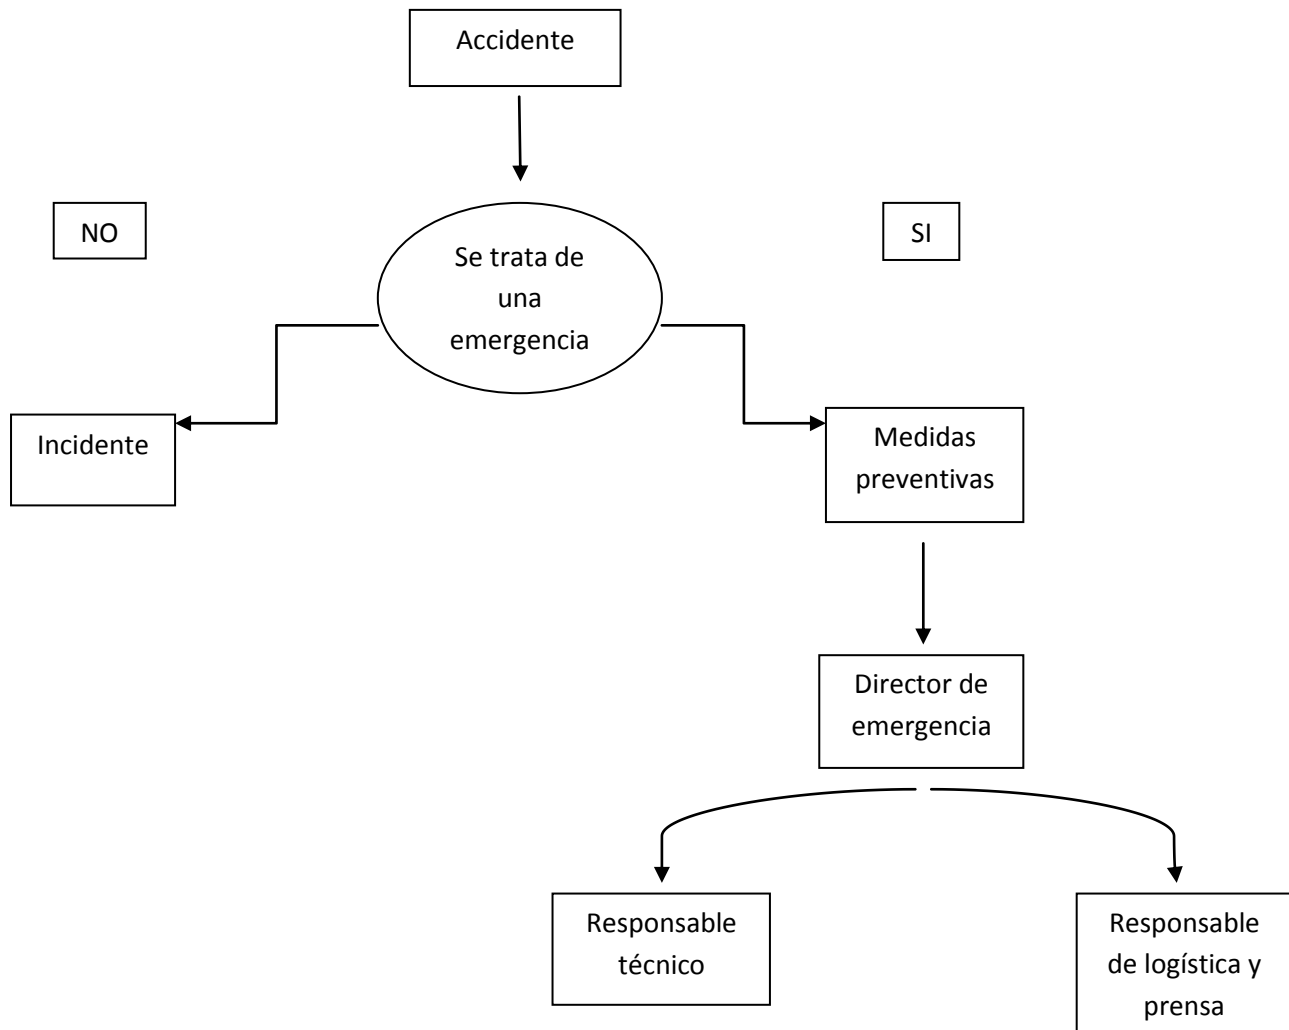 Accidente
NO
SI
Se trata de
una
emergencia
Incidente
Medidas
preventivas
Director de
emergencia
Responsable
técnico
Responsable
de logística y
prensa